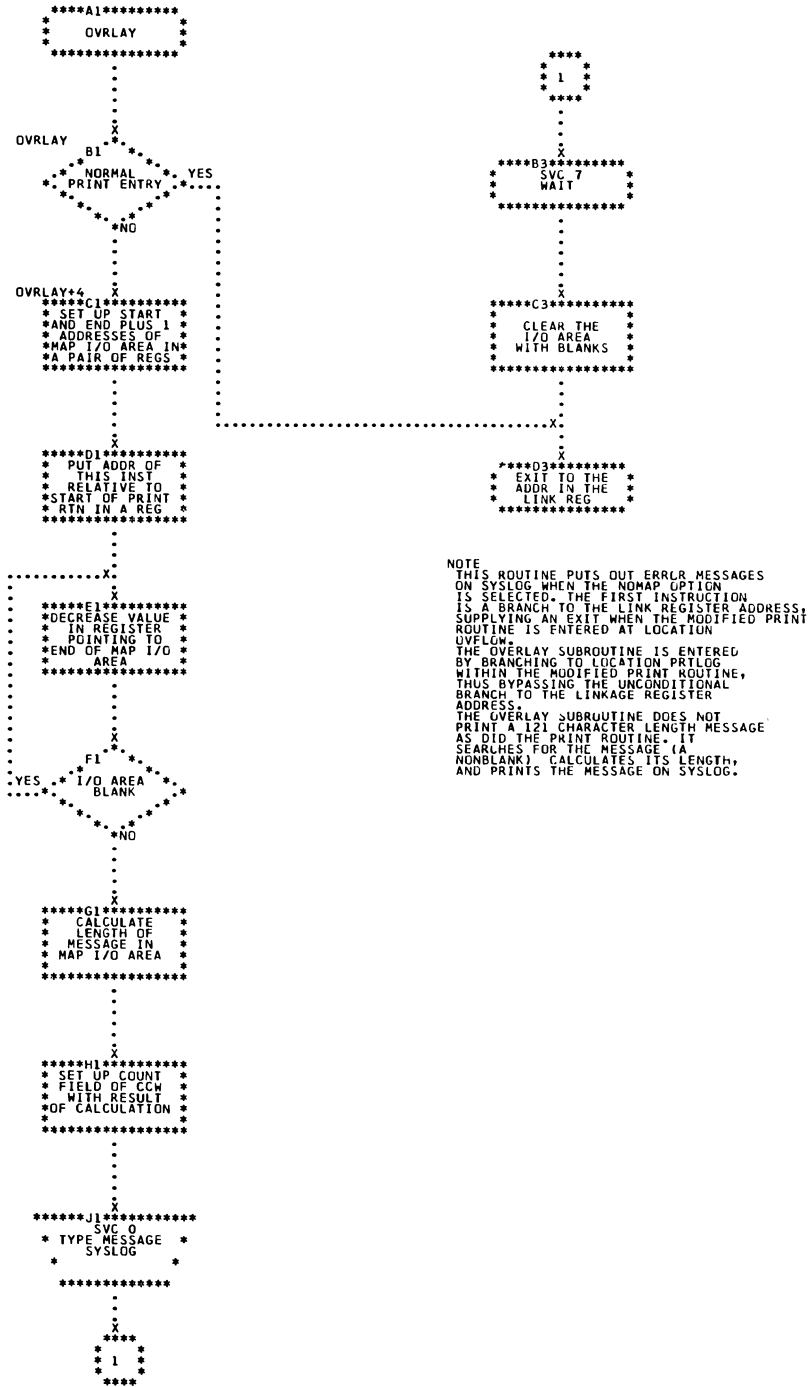 A1
OVRLAY
OVRLAY
B1
NORMAL
PRINT ENTRY
YES
NO
OVRLAY+4
C1
SET UP START
AND END PLUS 1
ADDRESSES OF
MAP I/O AREA IN
A PAIR OF REGS
D1
PUT ADDR OF
THIS INST
RELATIVE TO
START OF PRINT
RTN IN A REG
E1
DECREASE VALUE
IN REGISTER
POINTING TO
END OF MAP I/O
AREA
F1
YES
I/O AREA
BLANK
NO
G1
CALCULATE
LENGTH OF
MESSAGE IN
MAP I/O AREA
H1
SET UP COUNT
FIELD OF CCW
WITH RESULT
OF CALCULATION
J1
SVC 0
TYPE MESSAGE
SYSLOG
1
1
B3
SVC 7
WAIT
C3
CLEAR THE
I/O AREA
WITH BLANKS
D3
EXIT TO THE
ADDR IN THE
LINK REG
NOTE
THIS ROUTINE PUTS OUT ERROR MESSAGES
ON SYSLOG WHEN THE NOMAP OPTION
IS SELECTED. THE FIRST INSTRUCTION
IS A BRANCH TO THE LINK REGISTER ADDRESS,
SUPPLYING AN EXIT WHEN THE MODIFIED PRINT
ROUTINE IS ENTERED AT LOCATION
OVFLOW.
THE OVERLAY SUBROUTINE IS ENTERED
BY BRANCHING TO LOCATION PRTLOG
WITHIN THE MODIFIED PRINT ROUTINE,
THUS BYPASSING THE UNCONDITIONAL
BRANCH TO THE LINKAGE REGISTER
ADDRESS.
THE OVERLAY SUBROUTINE DOES NOT
PRINT A 121 CHARACTER LENGTH MESSAGE
AS DID THE PRINT ROUTINE. IT
SEARCHES FOR THE MESSAGE (A
NONBLANK) CALCULATES ITS LENGTH,
AND PRINTS THE MESSAGE ON SYSLOG.